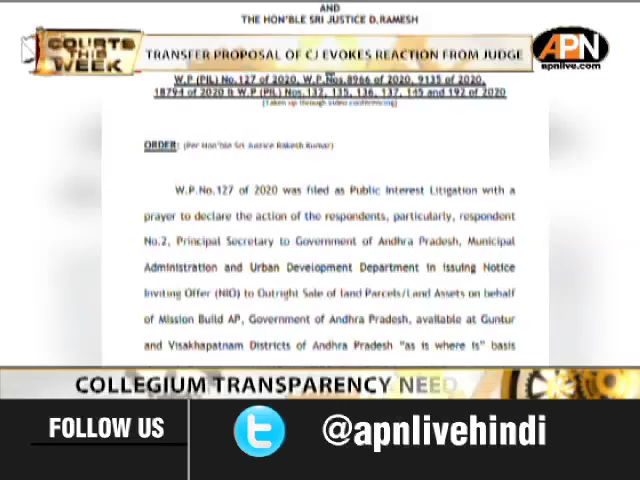 AND
THE HON'BLE SRI JUSTICE D.RAMESH
COURTS
THIS
WEEK
TRANSFER PROPOSAL OF CJ EVOKES REACTION FROM JUDGE
APN
apnlive.com
W.P (PIL) No.127 of 2020, W.P.Nos.8966 of 2020, 9135 of 2020,
18794 of 2020 & W.P (PIL) Nos.132, 135, 136, 137, 145 and 192 of 2020
(Taken up through video conferencing)
ORDER: (Per Hon'ble Sri Justice Rakesh Kumar)
W.P.No.127 of 2020 was filed as Public Interest Litigation with a
prayer to declare the action of the respondents, particularly, respondent
No.2, Principal Secretary to Government of Andhra Pradesh, Municipal
Administration and Urban Development Department in issuing Notice
Inviting Offer (NIO) to Outright Sale of land Parcels/Land Assets on behalf
of Mission Build AP, Government of Andhra Pradesh, available at Guntur
and Visakhapatnam Districts of Andhra Pradesh "as is where is" basis
COLLEGIUM TRANSPARENCY NEED
FOLLOW US
@apnlivehindi